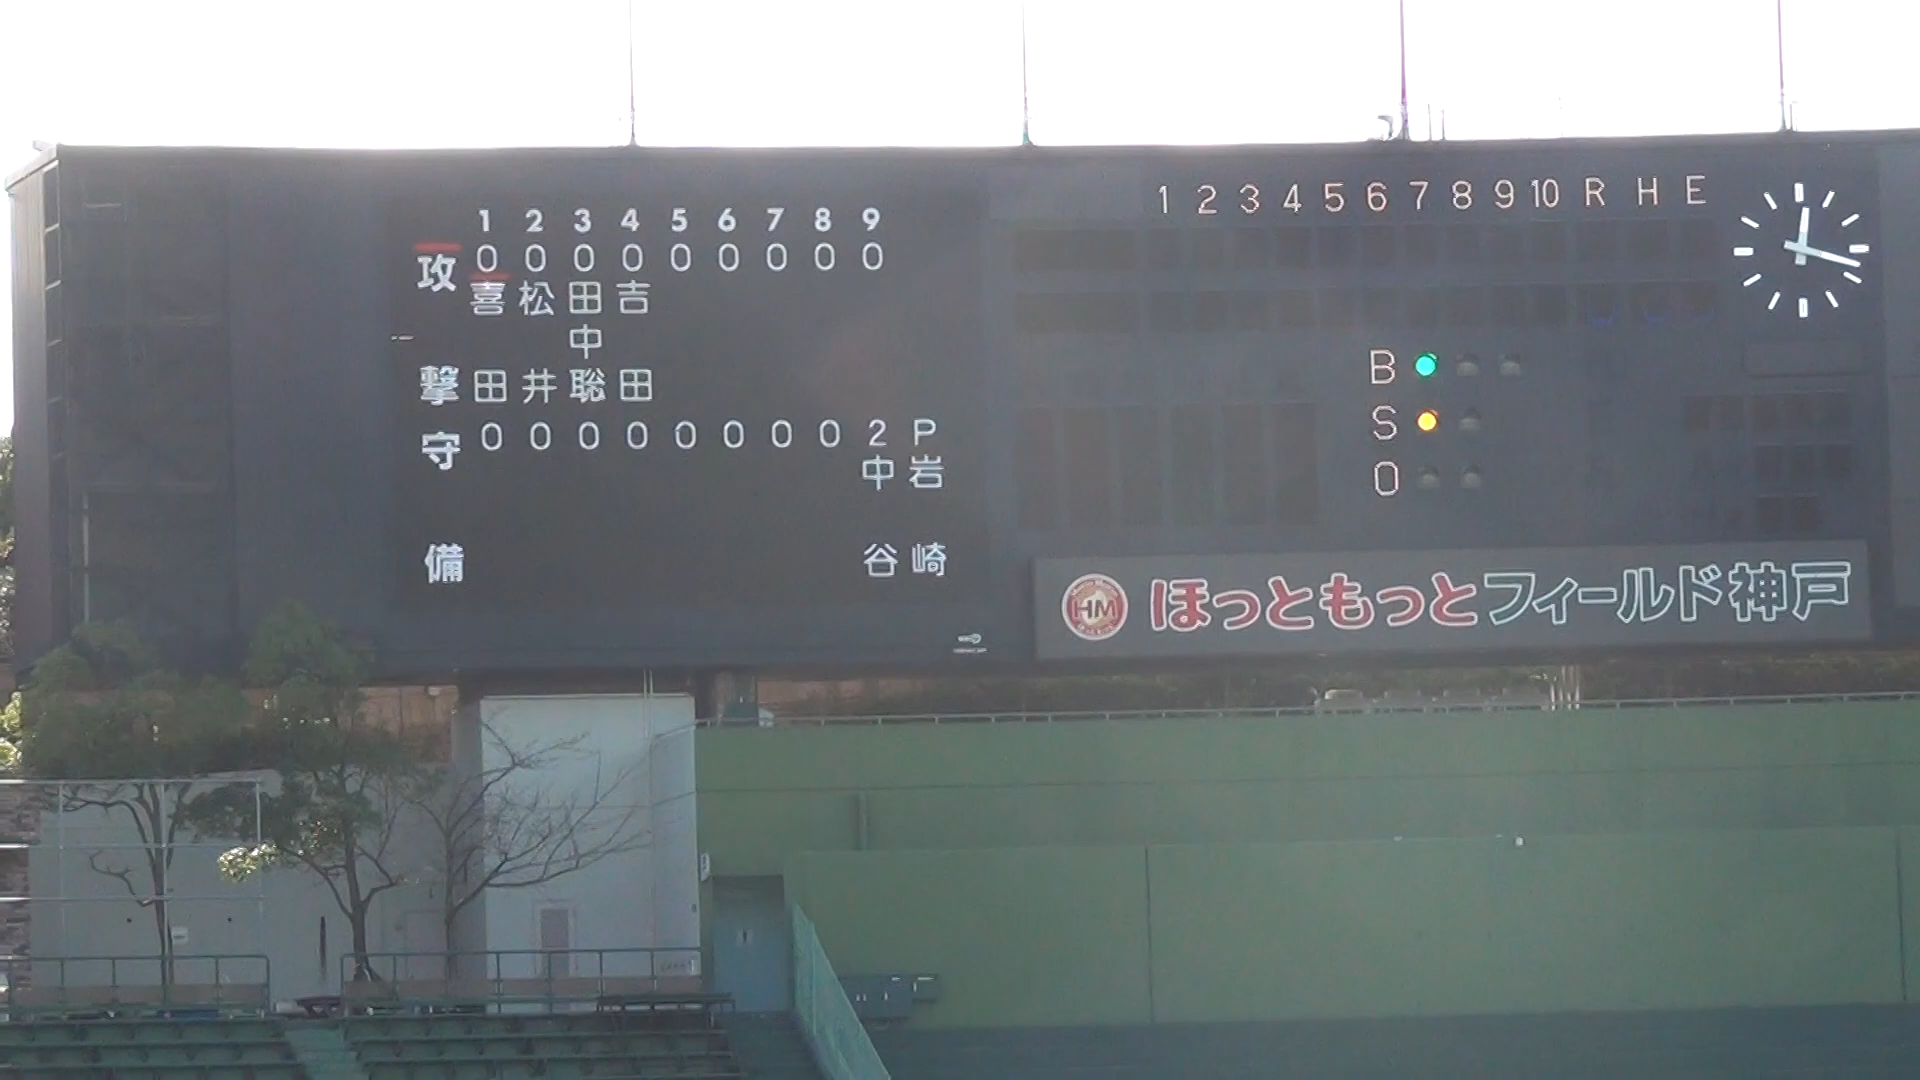 1 2 3 4 5 6 7 8 9
攻 0 0 0 0 0 0 0 0 0
撃 喜田 松井 田中聡 吉田
守 0 0 0 0 0 0 0 0 2 P
備 中谷 岩崎
1 2 3 4 5 6 7 8 9 10 R H E
B
S
O
HM ほっともっとフィールド神戸